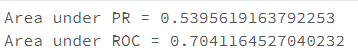 Area under PR = 0.5395619163792253
Area under ROC = 0.7041164527040232